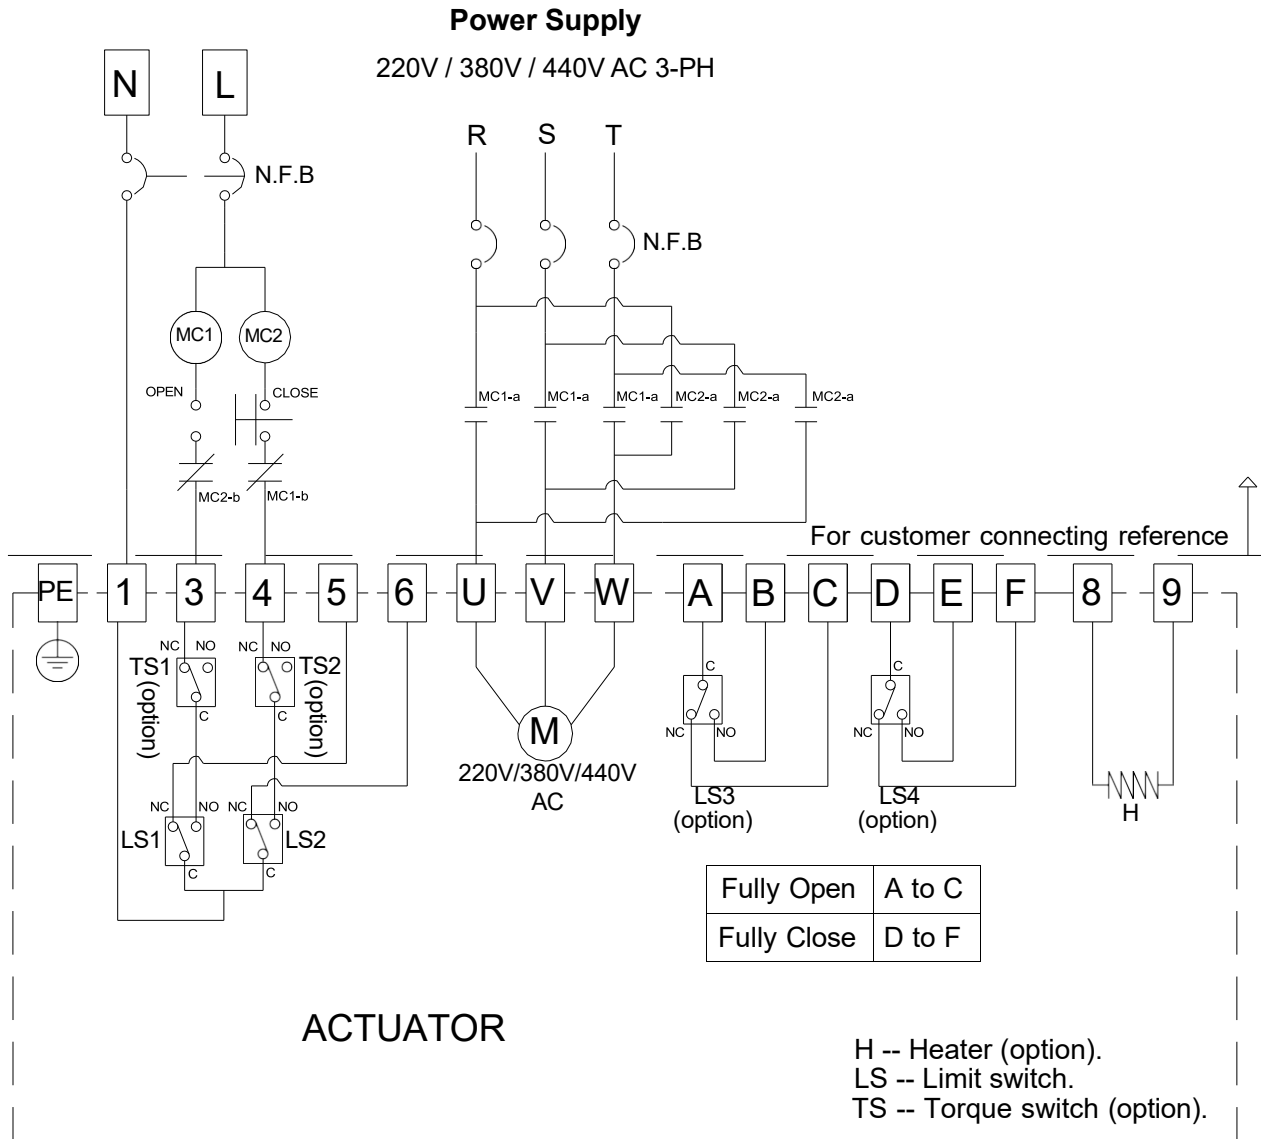 Power Supply
220V / 380V / 440V AC 3-PH
N L
R S T
N.F.B
N.F.B
MC1 MC2
OPEN CLOSE
MC1-a MC1-a MC1-a MC2-a MC2-a MC2-a
MC2-b MC1-b
For customer connecting reference
PE 1 3 4 5 6 U V W A B C D E F 8 9
NC NO NC NO
TS1 (option)
TS2 (option)
C C
C C
M
220V/380V/440V
AC
NC NO NC NO
NC NO NC NO
LS1 LS2
C C
LS3
(option)
LS4
(option)
H
Fully Open A to C
Fully Close D to F
ACTUATOR
H -- Heater (option).
LS -- Limit switch.
TS -- Torque switch (option).